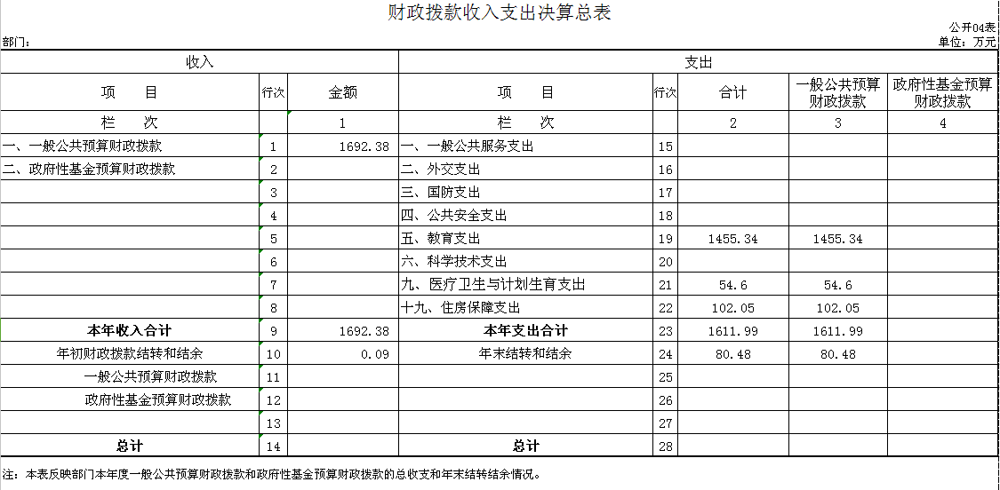 财政拨款收入支出决算总表
公开04表
部门： 单位：万元
收入 支出
项 目 行次 金额 项 目 行次 合计 一般公共预算财政拨款 政府性基金预算财政拨款
栏 次 1 栏 次 2 3 4
一、一般公共预算财政拨款 1 1692.38 一、一般公共服务支出 15
二、政府性基金预算财政拨款 2 二、外交支出 16
3 三、国防支出 17
4 四、公共安全支出 18
5 五、教育支出 19 1455.34 1455.34
6 六、科学技术支出 20
7 九、医疗卫生与计划生育支出 21 54.6 54.6
8 十九、住房保障支出 22 102.05 102.05
本年收入合计 9 1692.38 本年支出合计 23 1611.99 1611.99
年初财政拨款结转和结余 10 0.09 年末结转和结余 24 80.48 80.48
一般公共预算财政拨款 11 25
政府性基金预算财政拨款 12 26
13 27
总计 14 总计 28
注：本表反映部门本年度一般公共预算财政拨款和政府性基金预算财政拨款的总收支和年末结转结余情况。